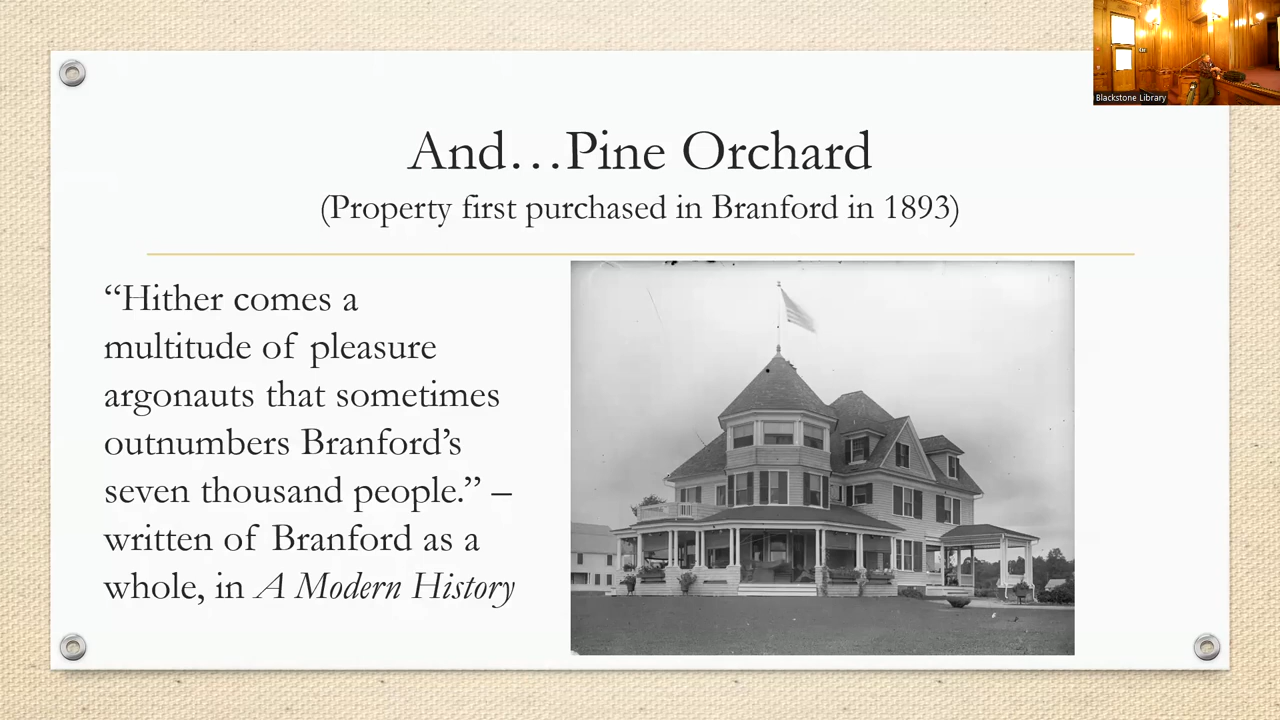 Blackstone Library
And…Pine Orchard
(Property first purchased in Branford in 1893)
“Hither comes a
multitude of pleasure
argonauts that sometimes
outnumbers Branford’s
seven thousand people.” –
written of Branford as a
whole, in A Modern History